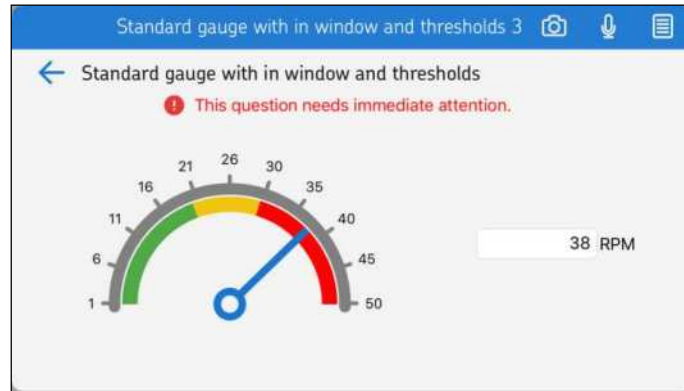 Standard gauge with in window and thresholds 3
Standard gauge with in window and thresholds
This question needs immediate attention.
26
21
30
16
35
11
40
38 RPM
6
45
1
50